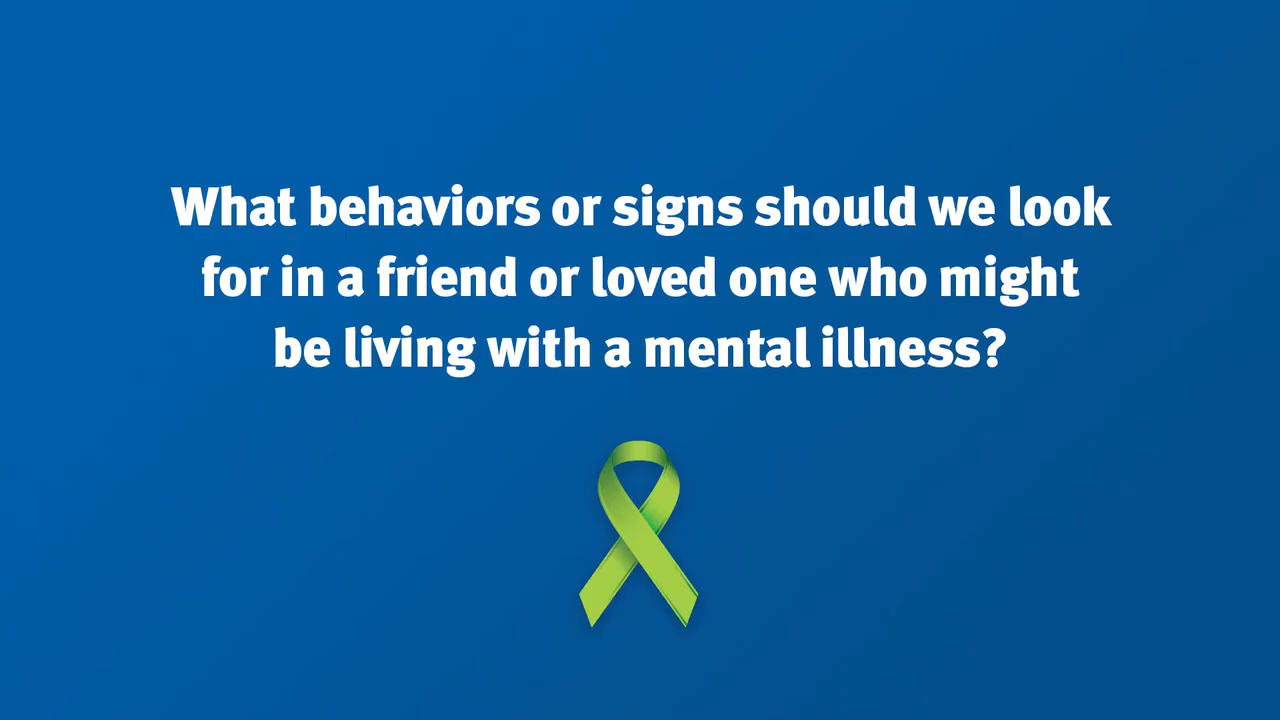 What behaviors or signs should we look
for in a friend or loved one who might
be living with a mental illness?